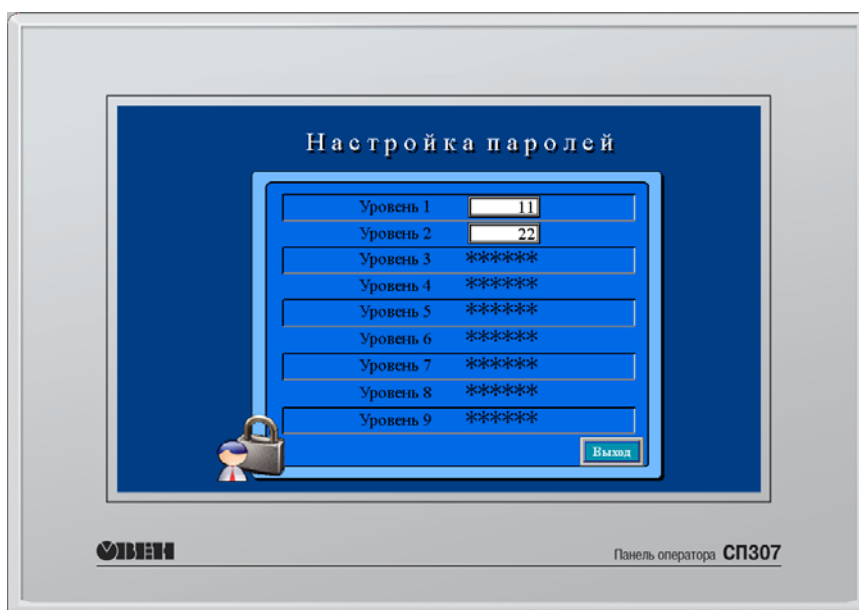 Настройка паролей
Уровень 1 11
Уровень 2 22
Уровень 3 ******
Уровень 4 ******
Уровень 5 ******
Уровень 6 ******
Уровень 7 ******
Уровень 8 ******
Уровень 9 ******
Выход
ОВЕН Панель оператора СП307